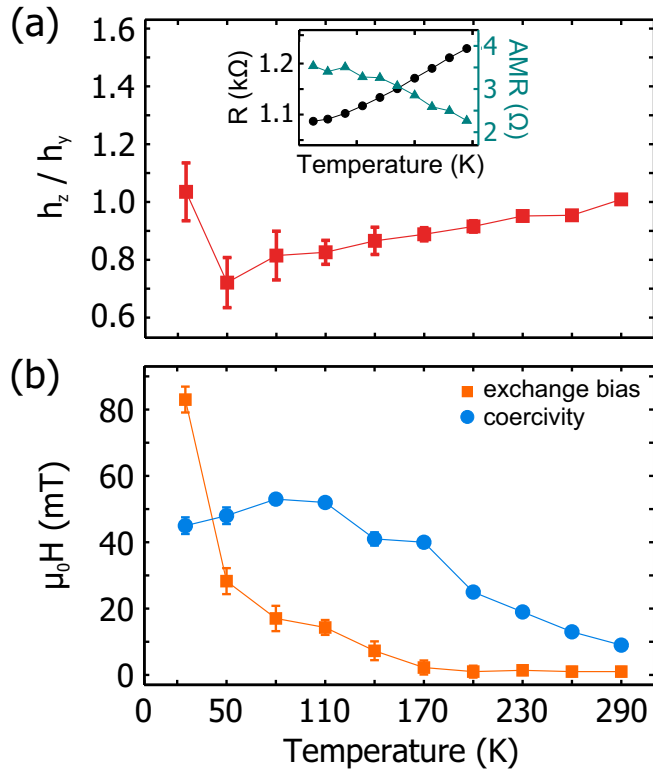 (a)
1.6
1.4
1.2
1.0
0.8
0.6
h_z / h_y
R (kΩ)
1.2
1.1
4
3
2
AMR (Ω)
Temperature (K)
(b)
exchange bias
coercivity
80
60
40
20
0
μ₀H (mT)
0 50 110 170 230 290
Temperature (K)